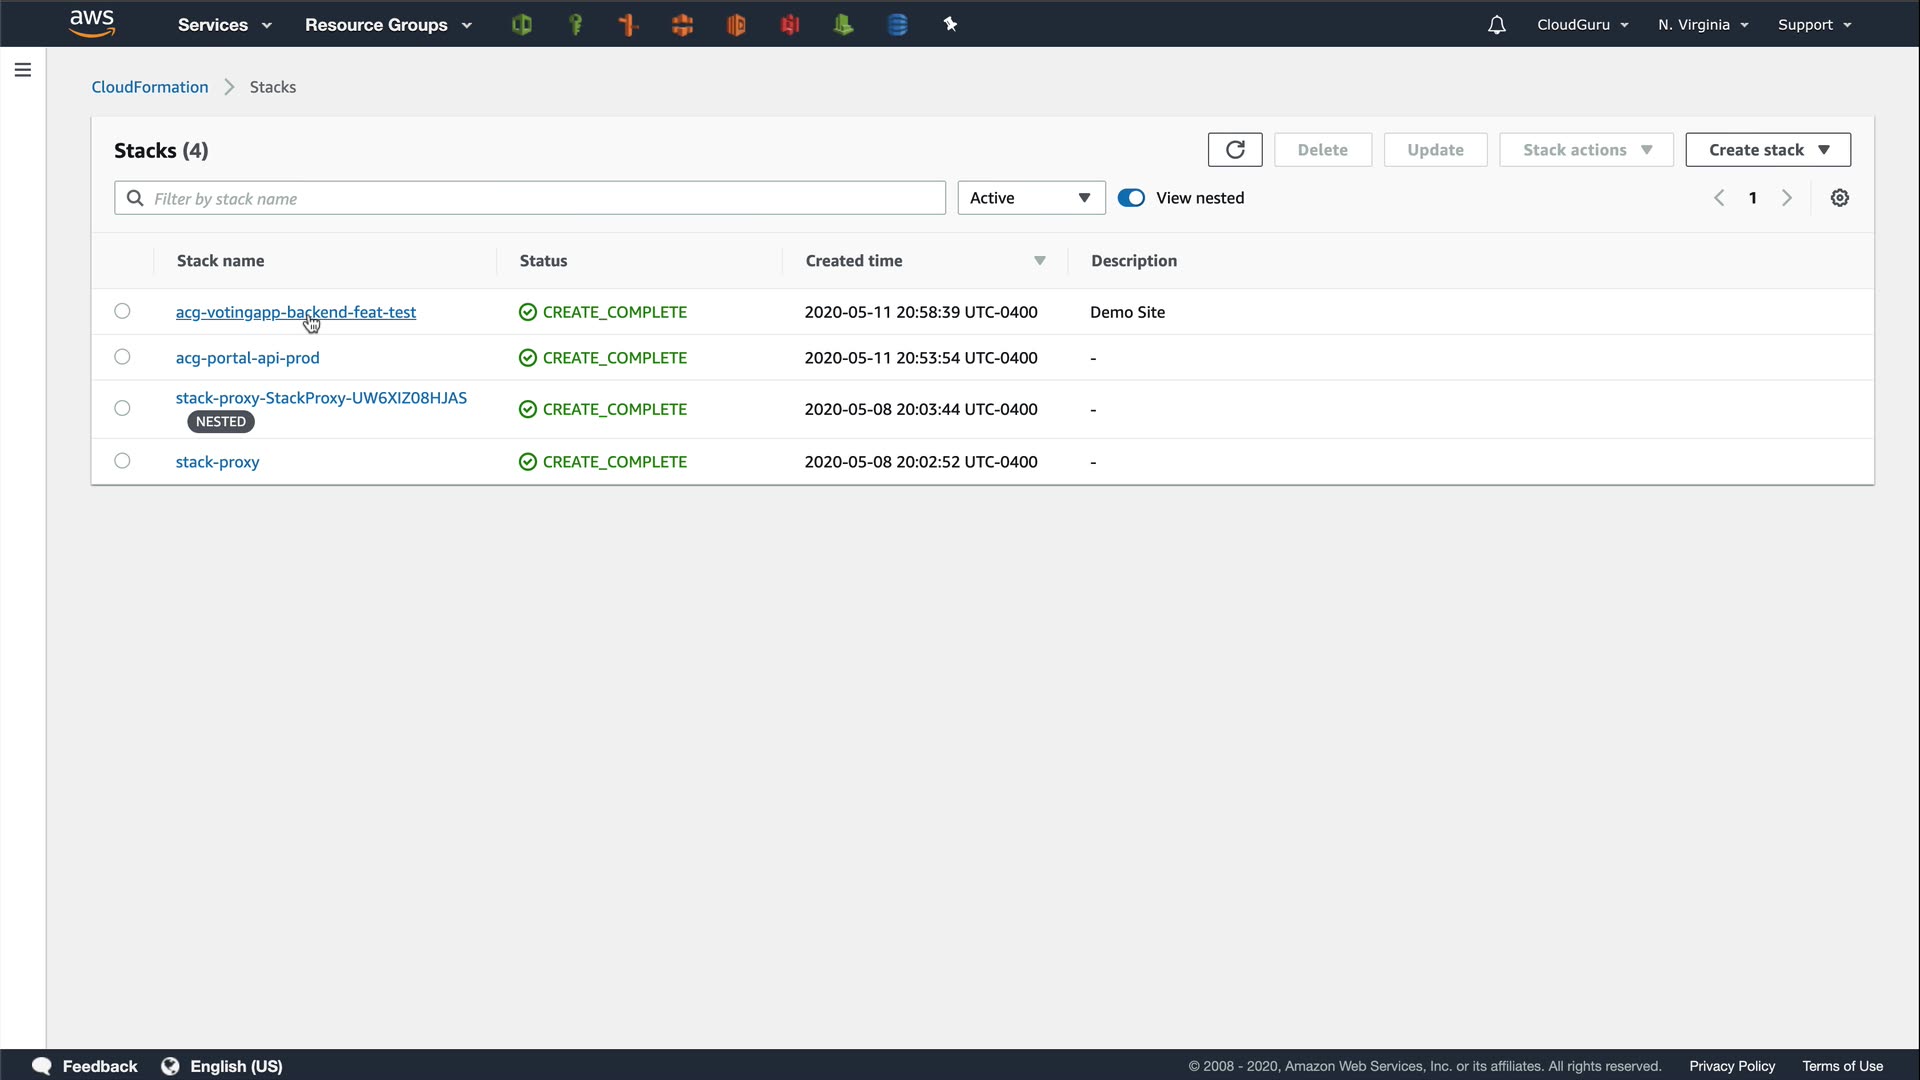 aws Services Resource Groups CloudGuru N. Virginia Support
CloudFormation Stacks
Stacks (4) Delete Update Stack actions Create stack
Filter by stack name Active View nested 1
Stack name Status Created time Description
acg-votingapp-backend-feat-test CREATE_COMPLETE 2020-05-11 20:58:39 UTC-0400 Demo Site
acg-portal-api-prod CREATE_COMPLETE 2020-05-11 20:53:54 UTC-0400 -
stack-proxy-StackProxy-UW6XIZ08HJAS
NESTED CREATE_COMPLETE 2020-05-08 20:03:44 UTC-0400 -
stack-proxy CREATE_COMPLETE 2020-05-08 20:02:52 UTC-0400 -
Feedback English (US) © 2008 - 2020, Amazon Web Services, Inc. or its affiliates. All rights reserved. Privacy Policy Terms of Use